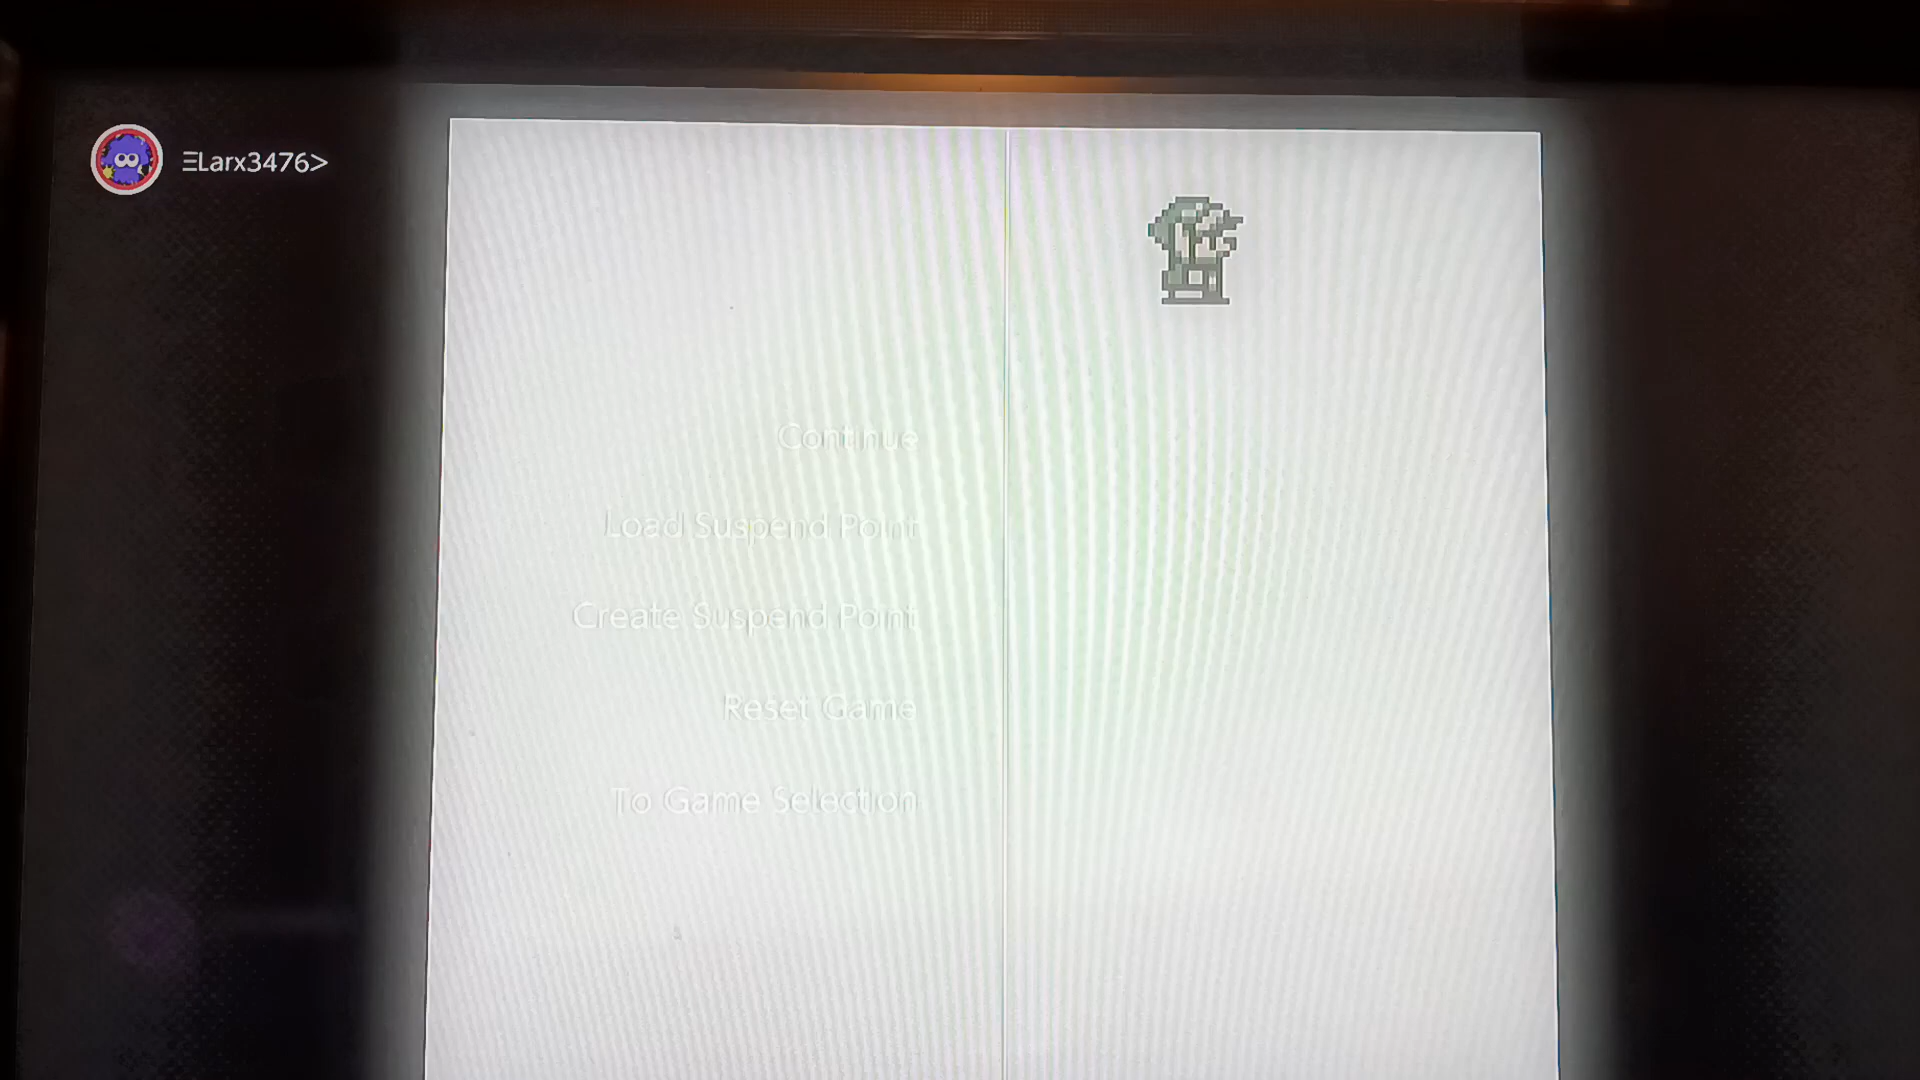 ΞLarx3476>
Continue
Load Suspend Point
Create Suspend Point
Reset Game
To Game Selection